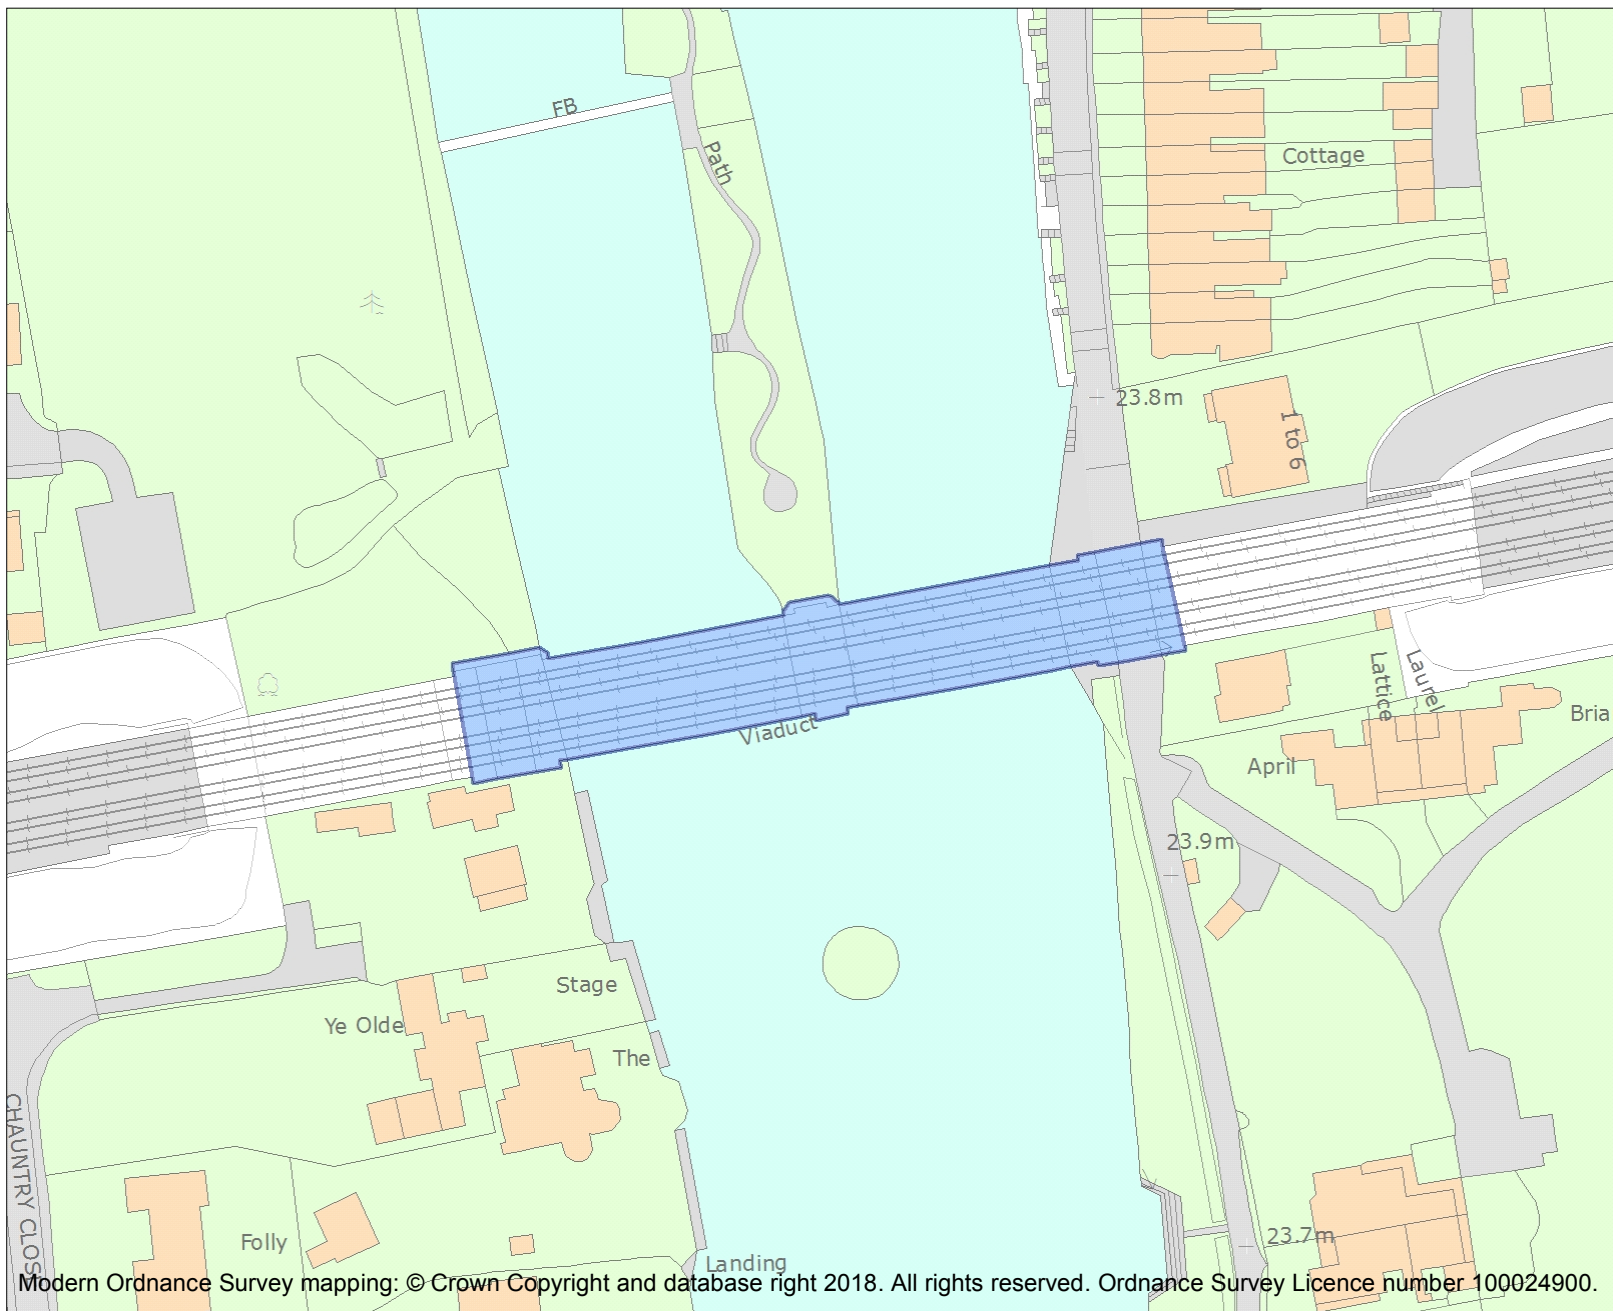 FB
Path
Cottage
23.8m
1 to 6
Lattice
Laurel
Bria
Viaduct
April
23.9m
Stage
Ye Olde
The
CHAUNTRY CLOSE
23.7m
Folly
Landing
Modern Ordnance Survey mapping: © Crown Copyright and database right 2018. All rights reserved. Ordnance Survey Licence number 100024900.